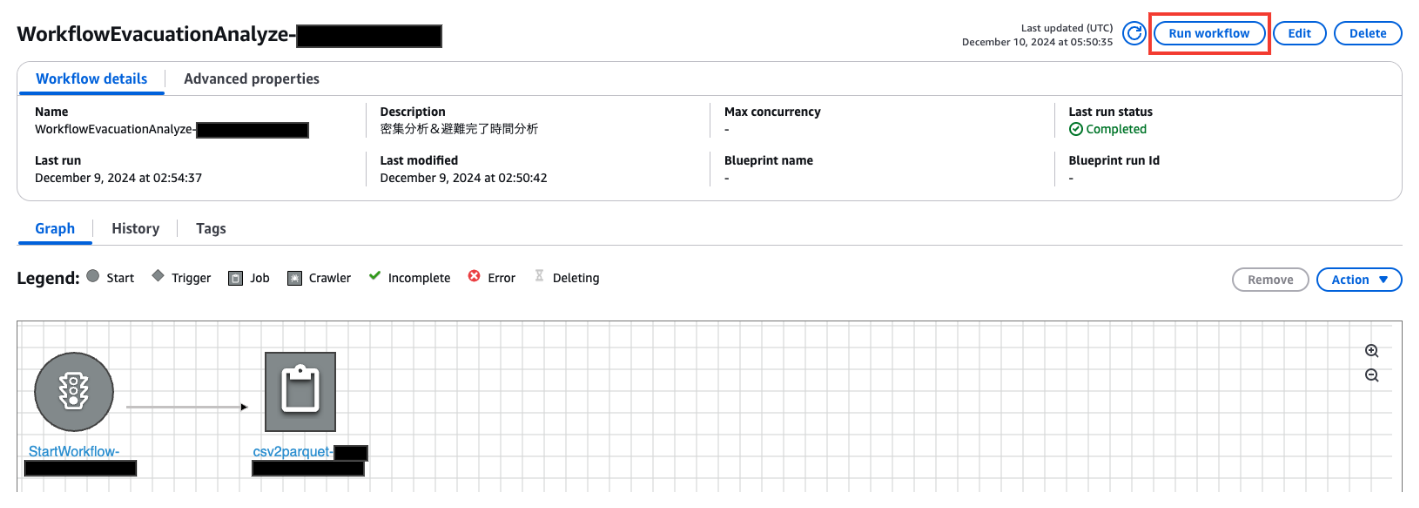 WorkflowEvacuationAnalyze-
Last updated (UTC)
December 10, 2024 at 05:50:35
Run workflow
Edit
Delete
Workflow details
Advanced properties
Name
WorkflowEvacuationAnalyze-
Description
密集分析&避難完了時間分析
Max concurrency
-
Last run status
Completed
Last run
December 9, 2024 at 02:54:37
Last modified
December 9, 2024 at 02:50:42
Blueprint name
-
Blueprint run Id
-
Graph
History
Tags
Legend:
Start
Trigger
Job
Crawler
Incomplete
Error
Deleting
Remove
Action
StartWorkflow-
csv2parquet-